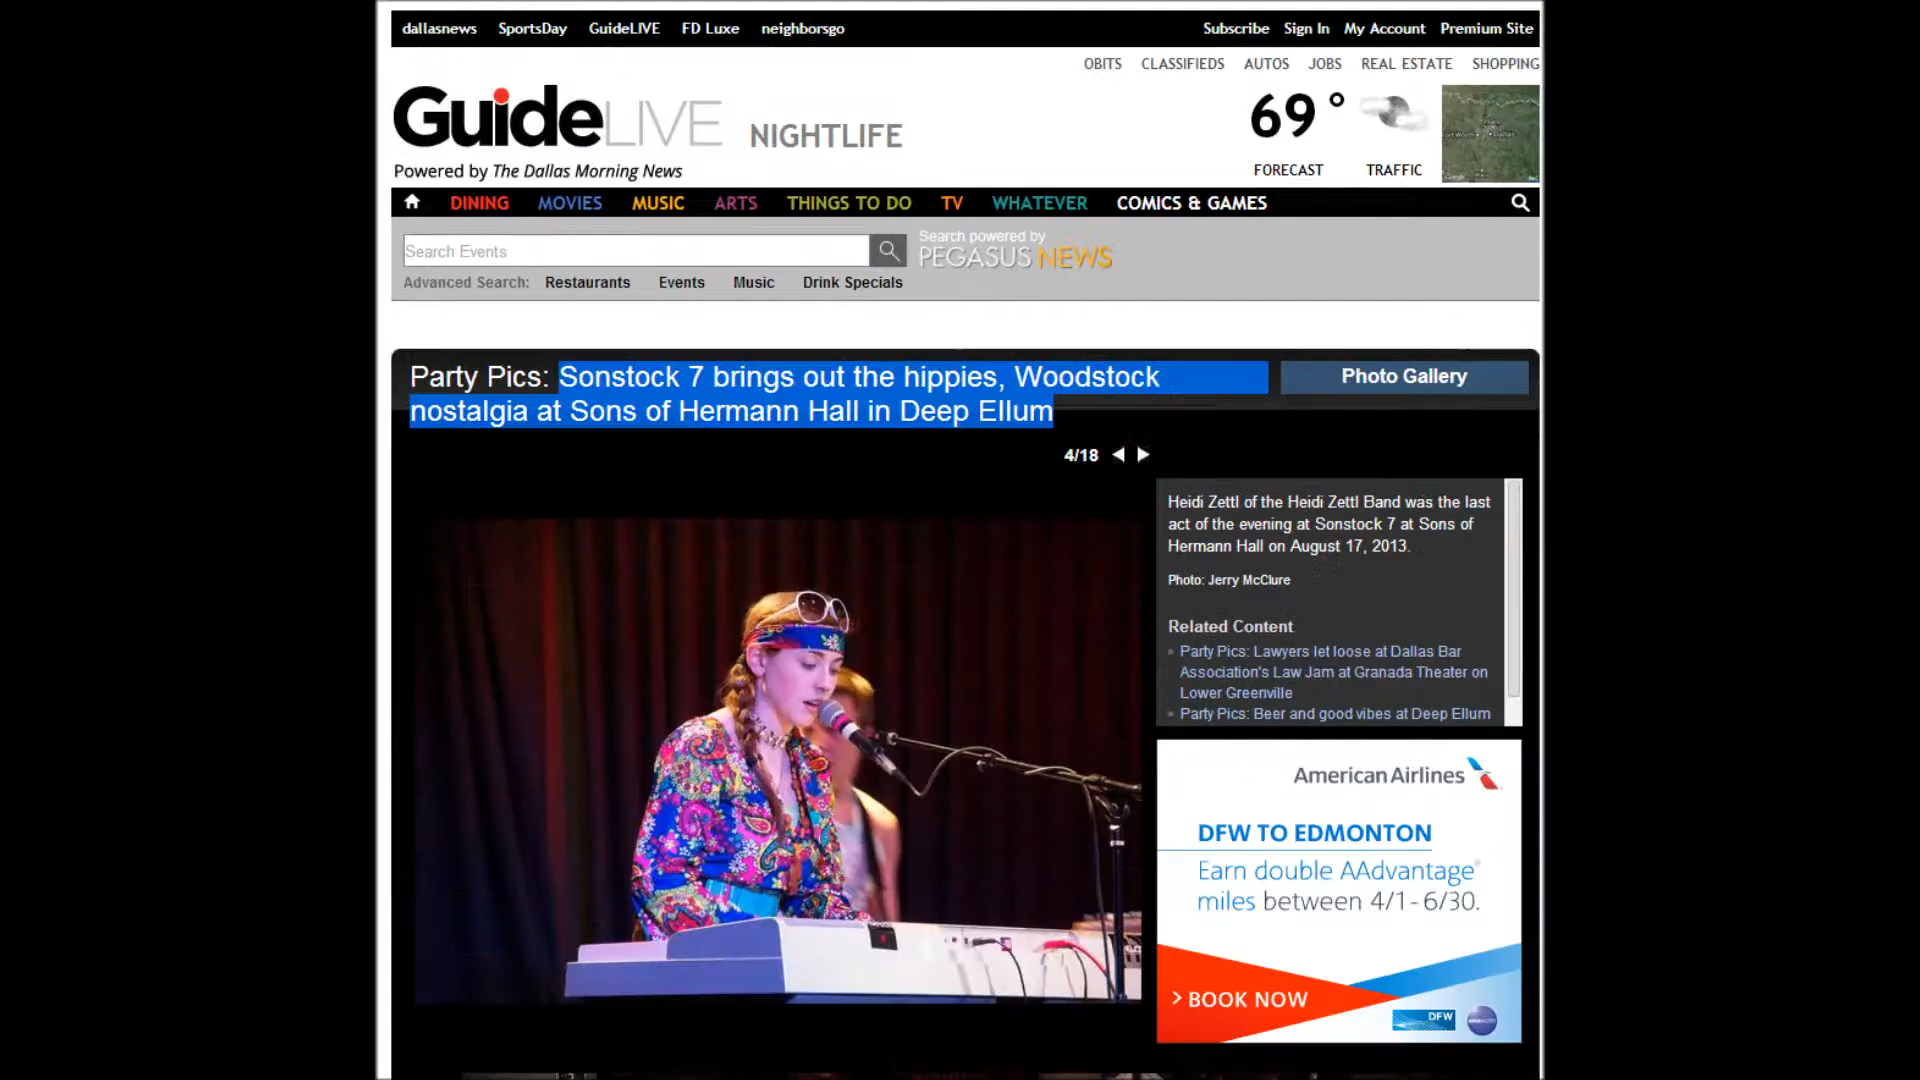 dallasnews SportsDay GuideLIVE FD Luxe neighborsgo Subscribe Sign In My Account Premium Site
OBITS CLASSIFIEDS AUTOS JOBS REAL ESTATE SHOPPING
GuideLIVE NIGHTLIFE 69°
Powered by The Dallas Morning News FORECAST TRAFFIC
DINING MOVIES MUSIC ARTS THINGS TO DO TV WHATEVER COMICS & GAMES
Search Events
Search powered by
PEGASUS NEWS
Advanced Search: Restaurants Events Music Drink Specials
Party Pics: Sonstock 7 brings out the hippies, Woodstock
nostalgia at Sons of Hermann Hall in Deep Ellum
Photo Gallery
4/18
Heidi Zettl of the Heidi Zettl Band was the last
act of the evening at Sonstock 7 at Sons of
Hermann Hall on August 17, 2013.
Photo: Jerry McClure
Related Content
Party Pics: Lawyers let loose at Dallas Bar
Association's Law Jam at Granada Theater on
Lower Greenville
Party Pics: Beer and good vibes at Deep Ellum
American Airlines
DFW TO EDMONTON
Earn double AAdvantage®
miles between 4/1-6/30.
> BOOK NOW
DFW